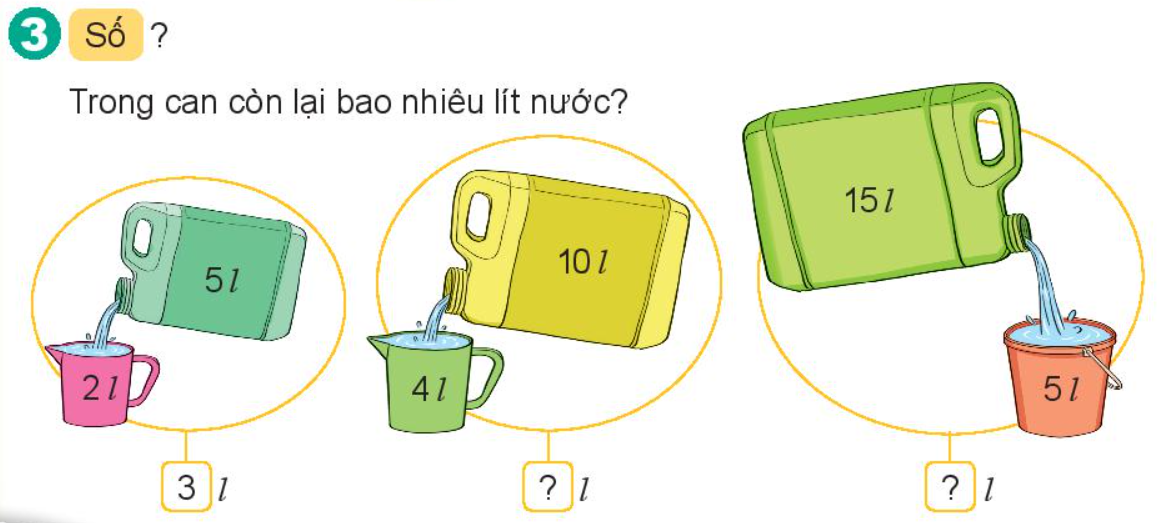 3 Số ?
Trong can còn lại bao nhiêu lít nước?
5 l
2 l
3 l
10 l
4 l
? l
15 l
5 l
? l